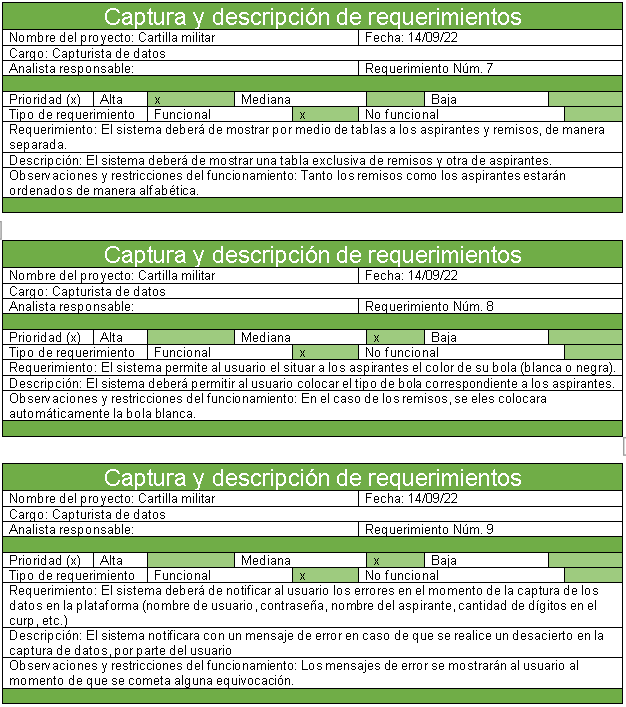 Captura y descripción de requerimientos
Nombre del proyecto: Cartilla militar Fecha: 14/09/22
Cargo: Capturista de datos
Analista responsable: Requerimiento Núm. 7
Prioridad (x) Alta x Mediana Baja
Tipo de requerimiento Funcional x No funcional
Requerimiento: El sistema deberá de mostrar por medio de tablas a los aspirantes y remisos, de manera
separada.
Descripción: El sistema deberá de mostrar una tabla exclusiva de remisos y otra de aspirantes.
Observaciones y restricciones del funcionamiento: Tanto los remisos como los aspirantes estarán
ordenados de manera alfabética.
Captura y descripción de requerimientos
Nombre del proyecto: Cartilla militar Fecha: 14/09/22
Cargo: Capturista de datos
Analista responsable: Requerimiento Núm. 8
Prioridad (x) Alta Mediana x Baja
Tipo de requerimiento Funcional x No funcional
Requerimiento: El sistema permite al usuario el situar a los aspirantes el color de su bola (blanca o negra).
Descripción: El sistema deberá permitir al usuario colocar el tipo de bola correspondiente a los aspirantes.
Observaciones y restricciones del funcionamiento: En el caso de los remisos, se eles colocara
automáticamente la bola blanca.
Captura y descripción de requerimientos
Nombre del proyecto: Cartilla militar Fecha: 14/09/22
Cargo: Capturista de datos
Analista responsable: Requerimiento Núm. 9
Prioridad (x) Alta Mediana x Baja
Tipo de requerimiento Funcional x No funcional
Requerimiento: El sistema deberá de notificar al usuario los errores en el momento de la captura de los
datos en la plataforma (nombre de usuario, contraseña, nombre del aspirante, cantidad de dígitos en el
curp, etc.)
Descripción: El sistema notificara con un mensaje de error en caso de que se realice un desacierto en la
captura de datos, por parte del usuario
Observaciones y restricciones del funcionamiento: Los mensajes de error se mostrarán al usuario al
momento de que se cometa alguna equivocación.